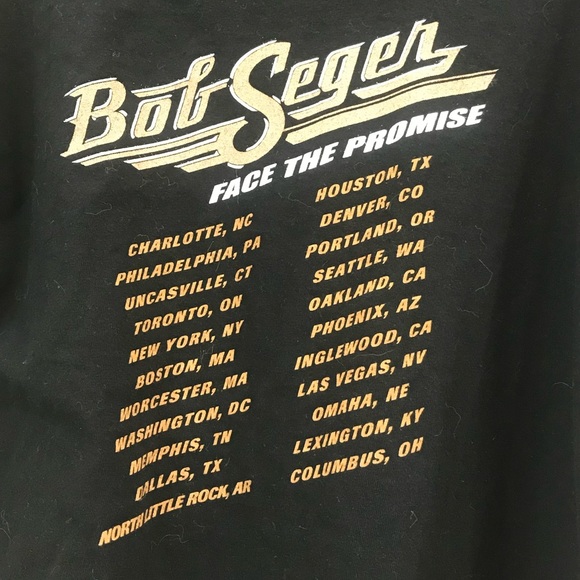 Bob Seger
FACE THE PROMISE
CHARLOTTE, NC
PHILADELPHIA, PA
UNCASVILLE, CT
TORONTO, ON
NEW YORK, NY
BOSTON, MA
WORCESTER, MA
WASHINGTON, DC
MEMPHIS, TN
DALLAS, TX
NORTH LITTLE ROCK, AR
HOUSTON, TX
DENVER, CO
PORTLAND, OR
SEATTLE, WA
OAKLAND, CA
PHOENIX, AZ
INGLEWOOD, CA
LAS VEGAS, NV
OMAHA, NE
LEXINGTON, KY
COLUMBUS, OH